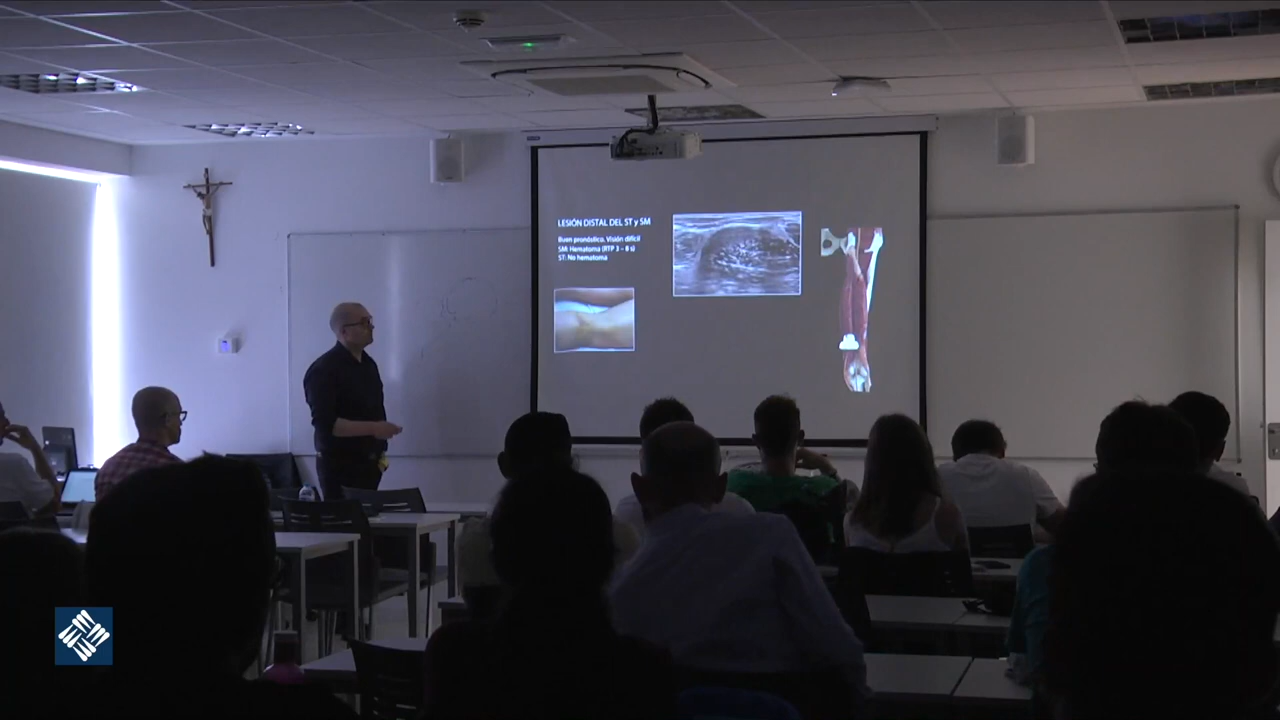 LESIÓN DISTAL DEL ST y SM
Buen pronóstico, Visión difícil
SM: Hematoma (RTP 3 – 8 s)
ST: No hematoma